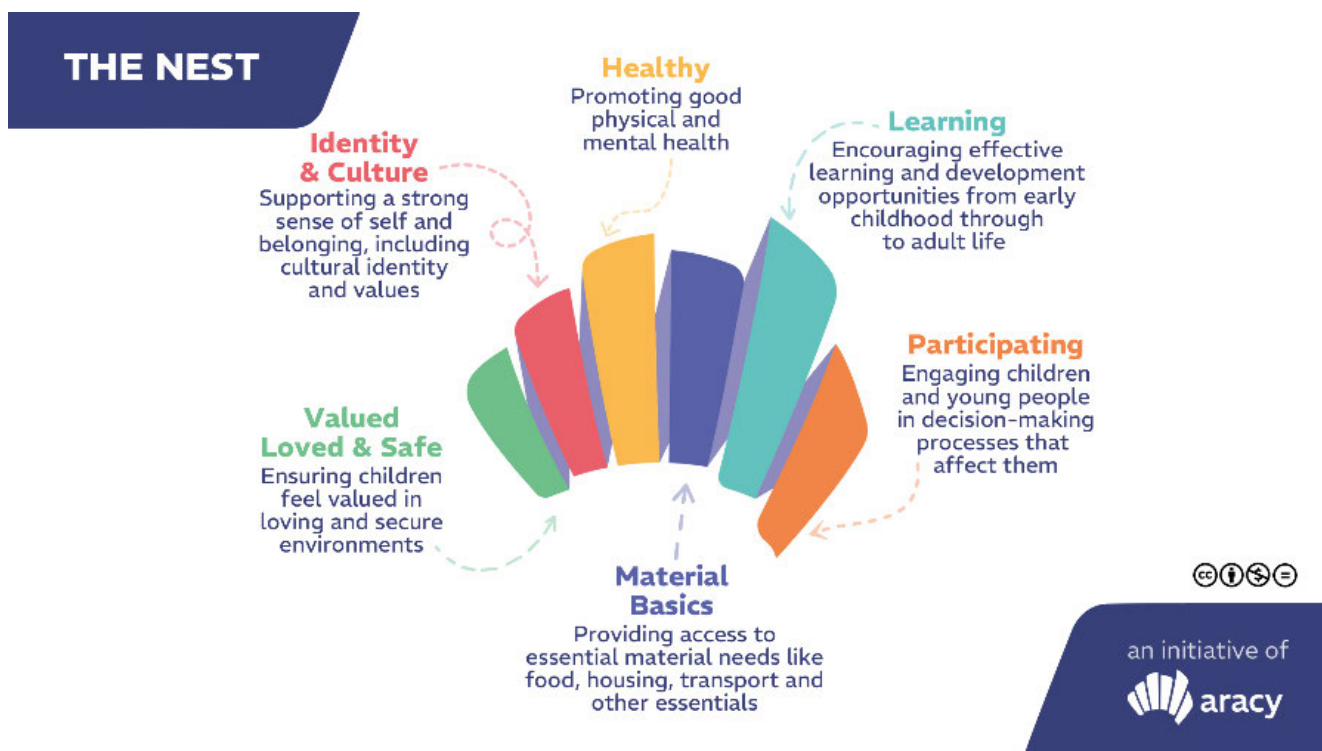 THE NEST
Healthy
Promoting good
physical and
mental health
Identity
& Culture
Supporting a strong
sense of self and
belonging, including
cultural identity
and values
Learning
Encouraging effective
learning and development
opportunities from early
childhood through
to adult life
Valued
Loved & Safe
Ensuring children
feel valued in
loving and secure
environments
Participating
Engaging children
and young people
in decision-making
processes that
affect them
Material
Basics
Providing access to
essential material needs like
food, housing, transport and
other essentials
cc
an initiative of
aracy